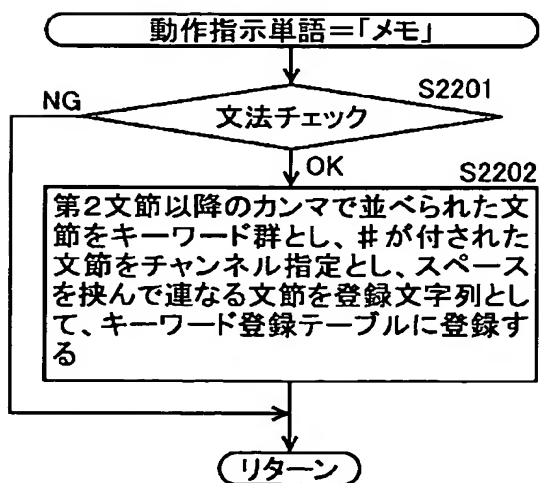 動作指示単語＝「メモ」
S2201
NG
文法チェック
OK
S2202
第2文節以降のカンマで並べられた文
節をキーワード群とし、＃が付された
文節をチャンネル指定とし、スペース
を挟んで連なる文節を登録文字列とし
て、キーワード登録テーブルに登録す
る
リターン